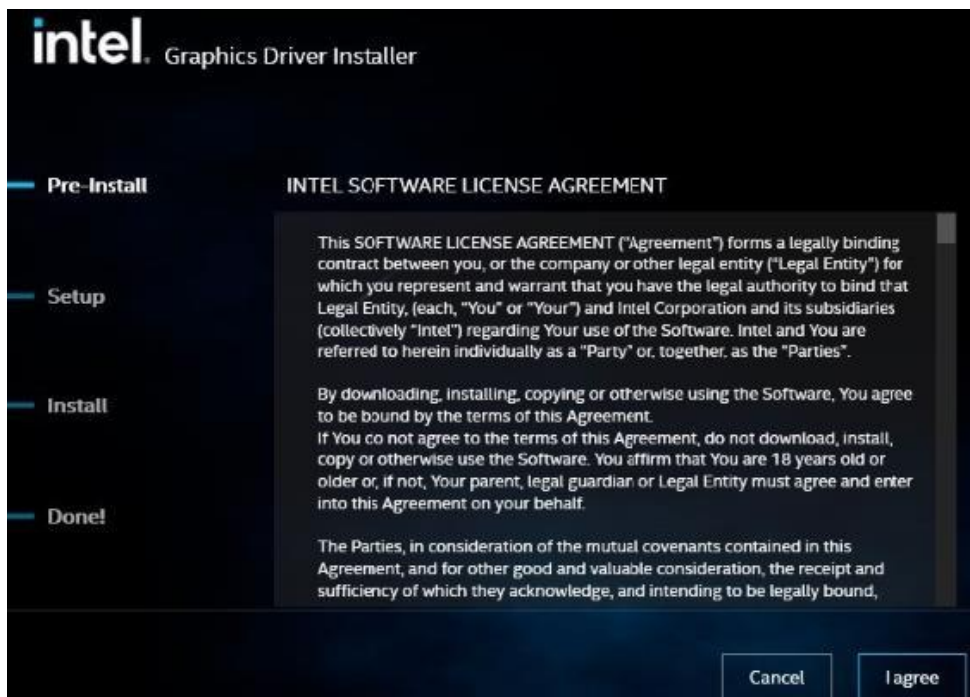 intel. Graphics Driver Installer
Pre-Install
INTEL SOFTWARE LICENSE AGREEMENT
This SOFTWARE LICENSE AGREEMENT ("Agreement") forms a legally binding
contract between you, or the company or other legal entity ("Legal Entity") for
which you represent and warrant that you have the legal authority to bind that
Legal Entity, (each, "You" or "Your") and Intel Corporation and its subsidiaries
(collectively "Intel") regarding Your use of the Software. Intel and You are
referred to herein individually as a "Party" or, together, as the "Parties".
By downloading, installing, copying or otherwise using the Software, You agree
to be bound by the terms of this Agreement.
If You co not agree to the terms of this Agreement, do not download, install,
copy or otherwise use the Software. You affirm that You are 18 years old or
older or, if not, Your parent, legal guardian or Legal Entity must agree and enter
into this Agreement on your behalf.
The Parties, in consideration of the mutual covenants contained in this
Agreement, and for other good and valuable consideration, the receipt and
sufficiency of which they acknowledge, and intending to be legally bound,
Setup
Install
Done!
Cancel
I agree